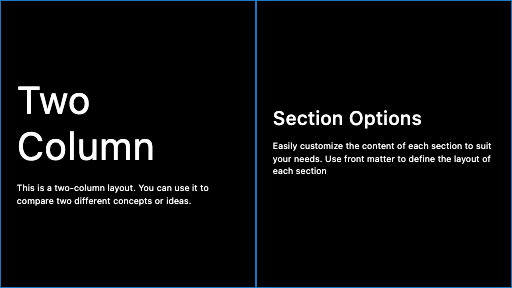 Two
Column
This is a two-column layout. You can use it to
compare two different concepts or ideas.
Section Options
Easily customize the content of each section to suit
your needs. Use front matter to define the layout of
each section